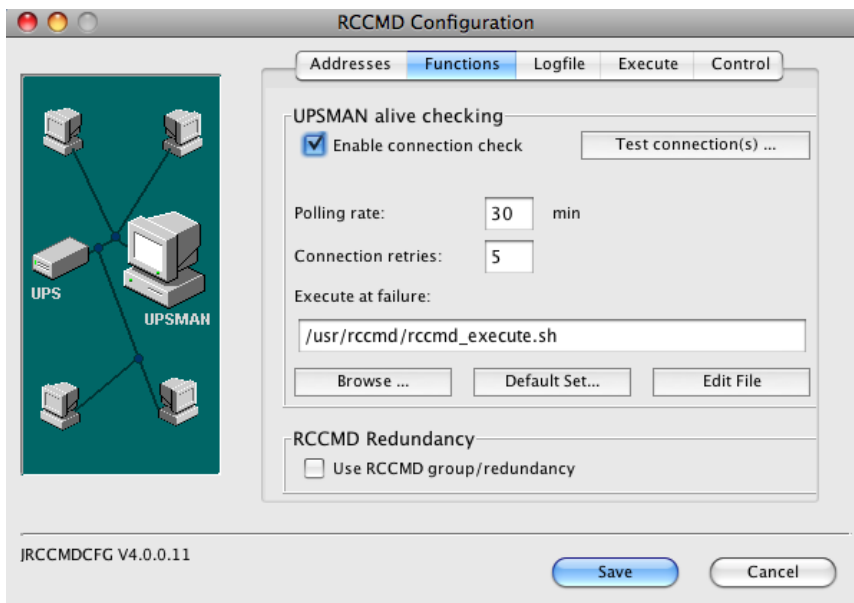 RCCMD Configuration
Addresses Functions Logfile Execute Control
UPSMAN alive checking
Enable connection check
Test connection(s) ...
Polling rate: 30 min
Connection retries: 5
Execute at failure:
/usr/rccmd/rccmd_execute.sh
Browse ... Default Set... Edit File
RCCMD Redundancy
Use RCCMD group/redundancy
UPS
UPSMAN
JRCCMDCFG V4.0.0.11
Save Cancel